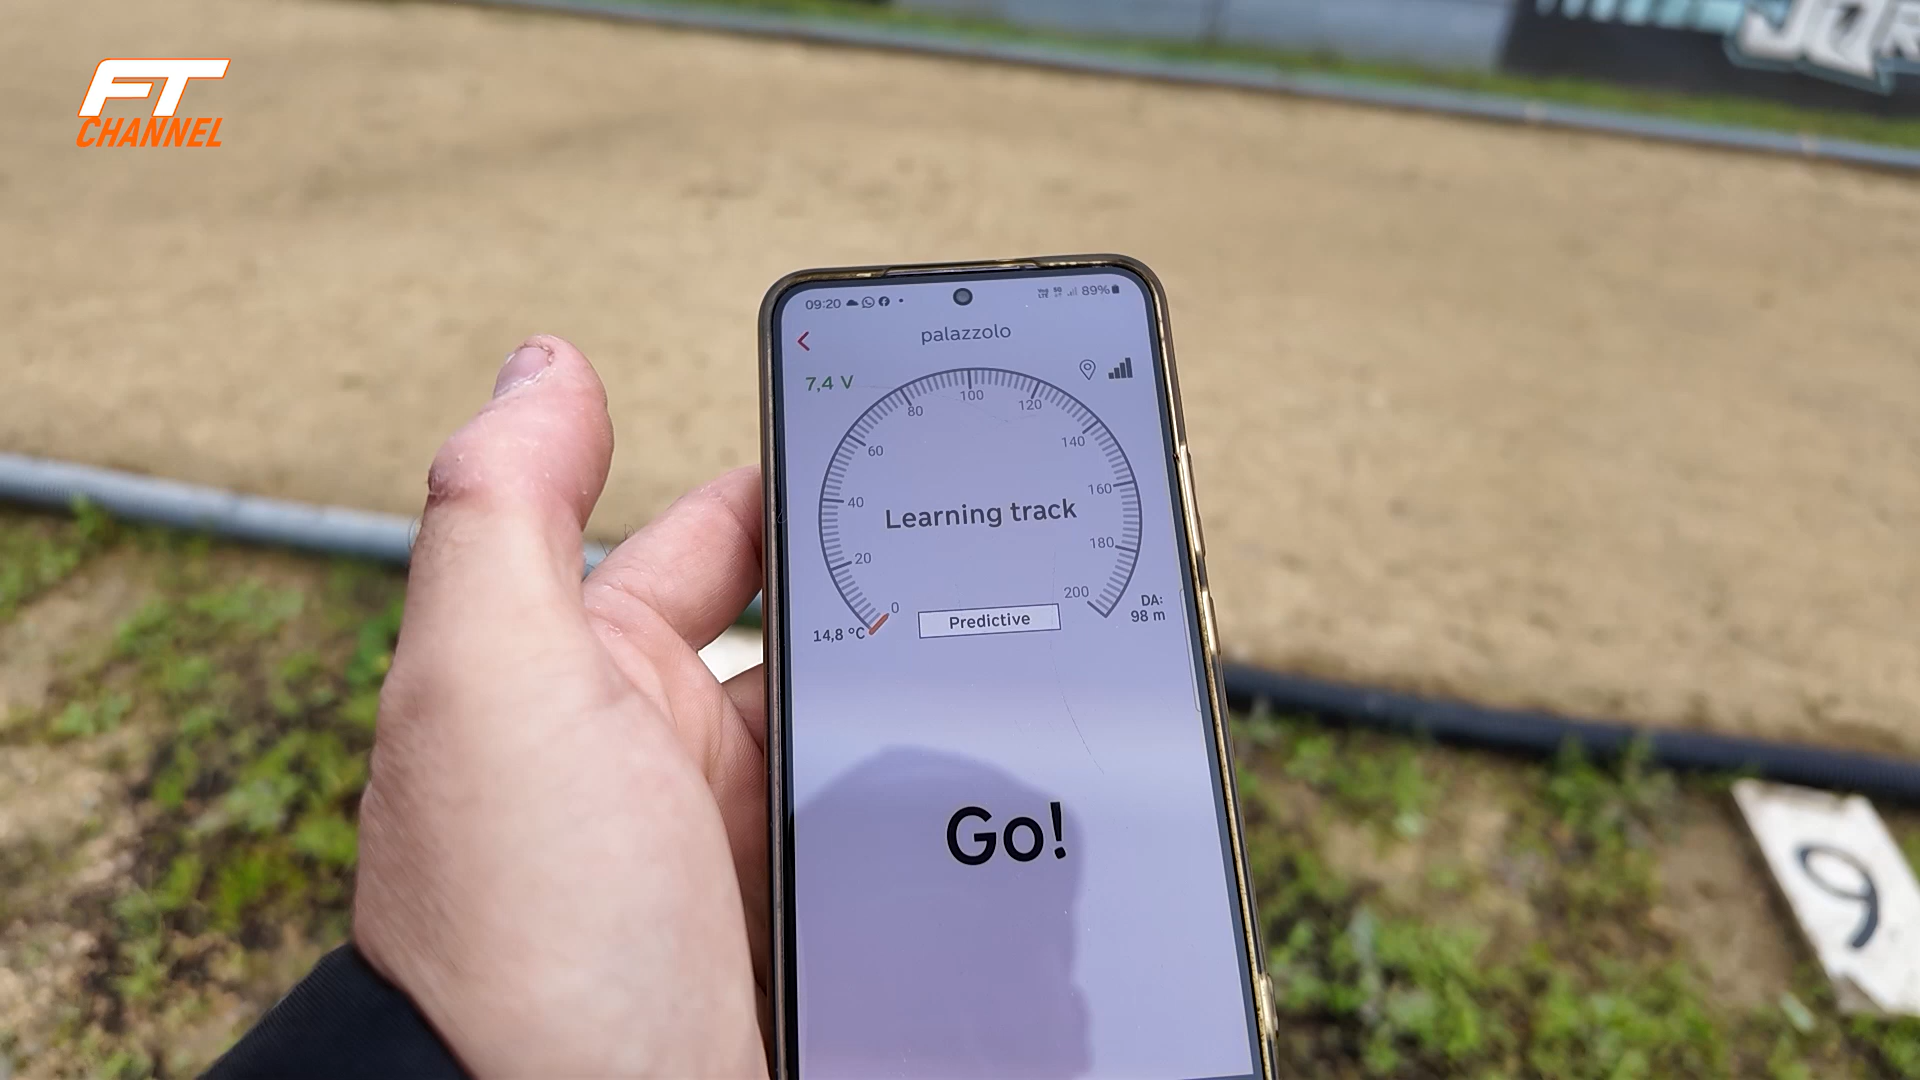 FT
CHANNEL
09:20
89%
palazzolo
7,4 V
0
20
40
60
80
100
120
140
160
180
200
Learning track
Predictive
14,8 °C
DA:
98 m
Go!
9